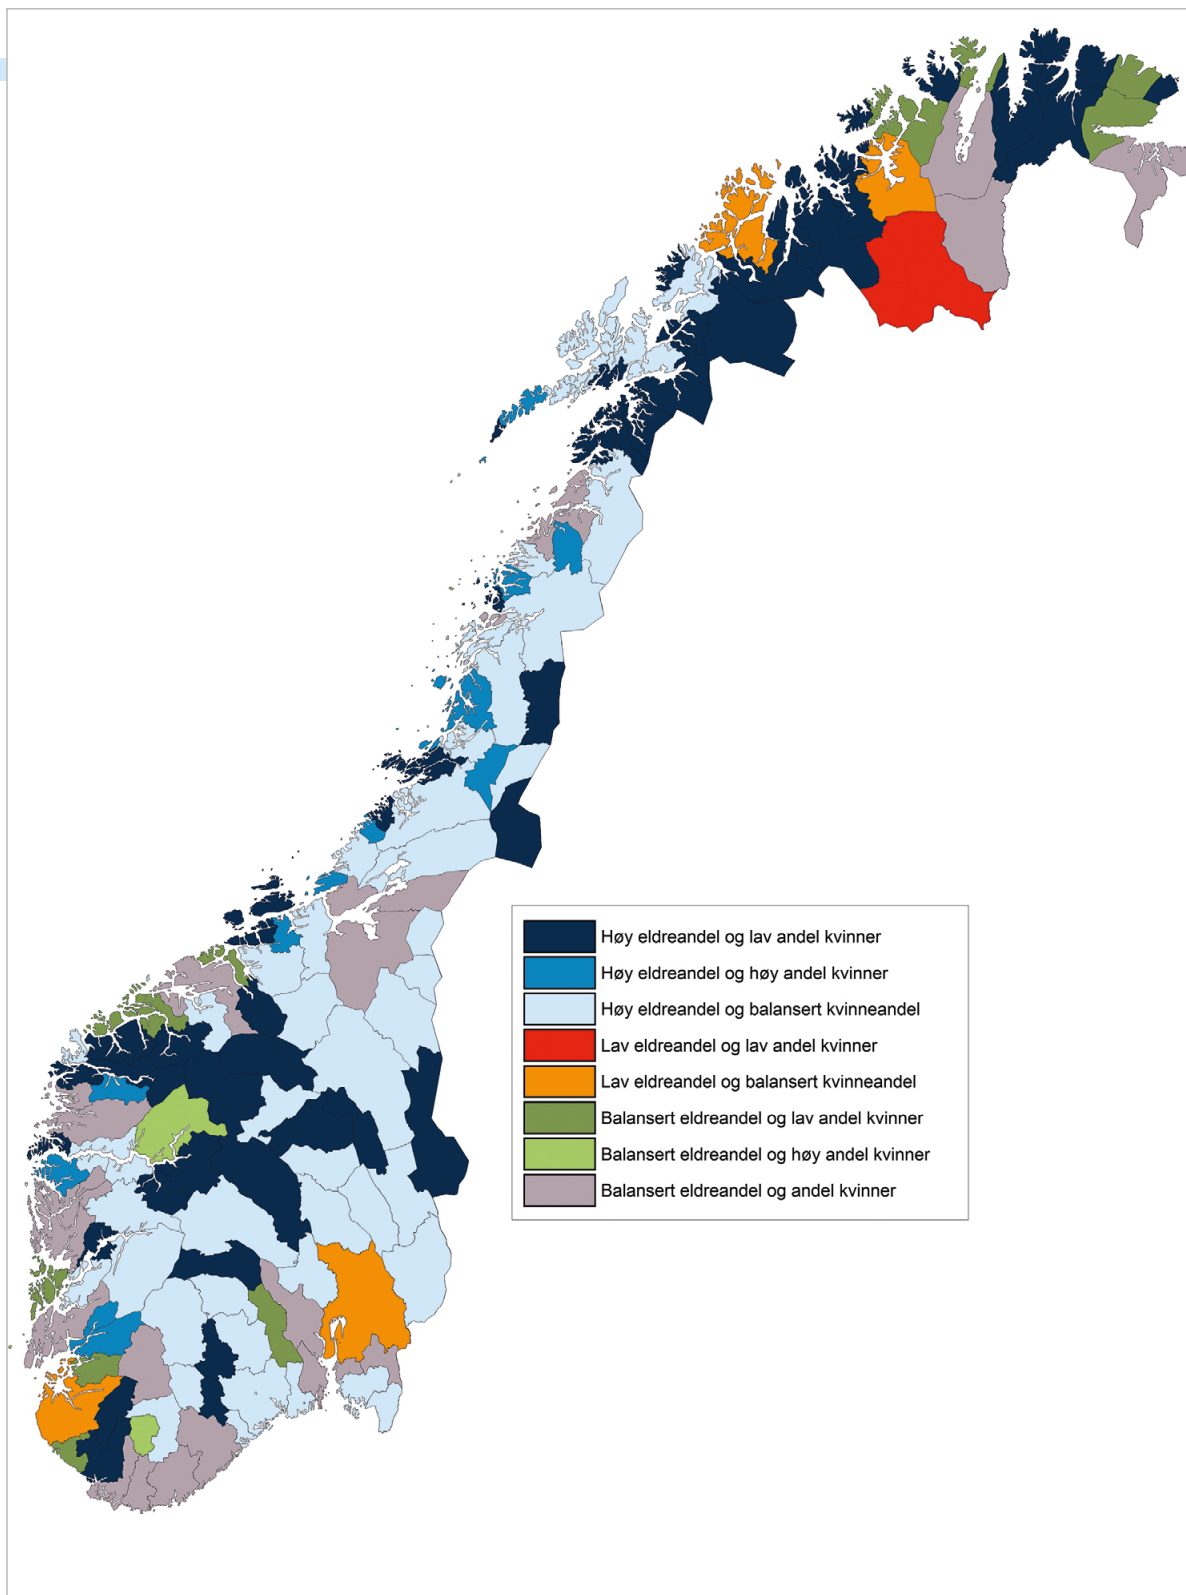 Høy eldreandel og lav andel kvinner
Høy eldreandel og høy andel kvinner
Høy eldreandel og balansert kvinneandel
Lav eldreandel og lav andel kvinner
Lav eldreandel og balansert kvinneandel
Balansert eldreandel og lav andel kvinner
Balansert eldreandel og høy andel kvinner
Balansert eldreandel og andel kvinner